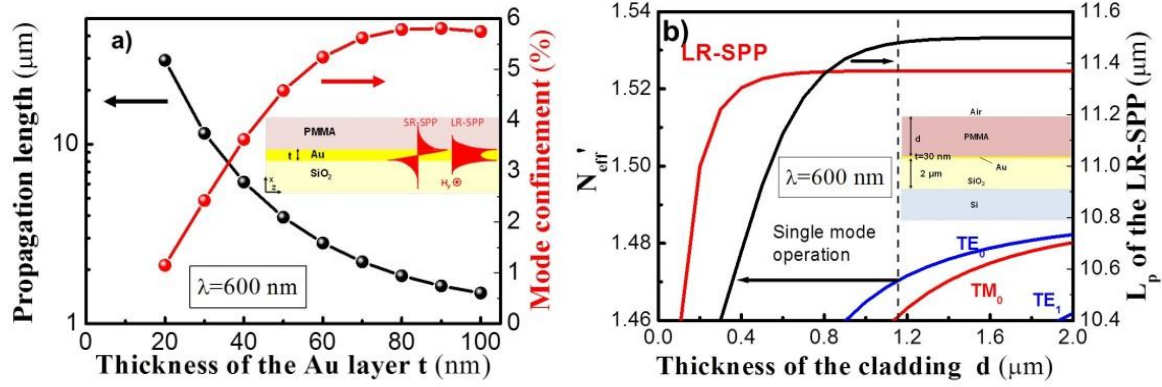 a)
Propagation length (μm)
10
1
Mode confinement (%)
6
5
4
3
2
1
0
SR-SPP LR-SPP
PMMA
t
Au
SiO2
x
z
Hy
λ=600 nm
20 30 40 50 60 70 80 90 100
Thickness of the Au layer t (nm)
b)
Neff'
1.54
1.52
1.50
1.48
1.46
Lp of the LR-SPP (μm)
11.6
11.4
11.2
11.0
10.8
10.6
10.4
LR-SPP
Air
d
PMMA
t=30 nm
Au
2 μm
SiO2
Si
λ=600 nm
Single mode
operation
TE0
TM0
TE1
0.0 0.4 0.8 1.2 1.6 2.0
Thickness of the cladding d (μm)